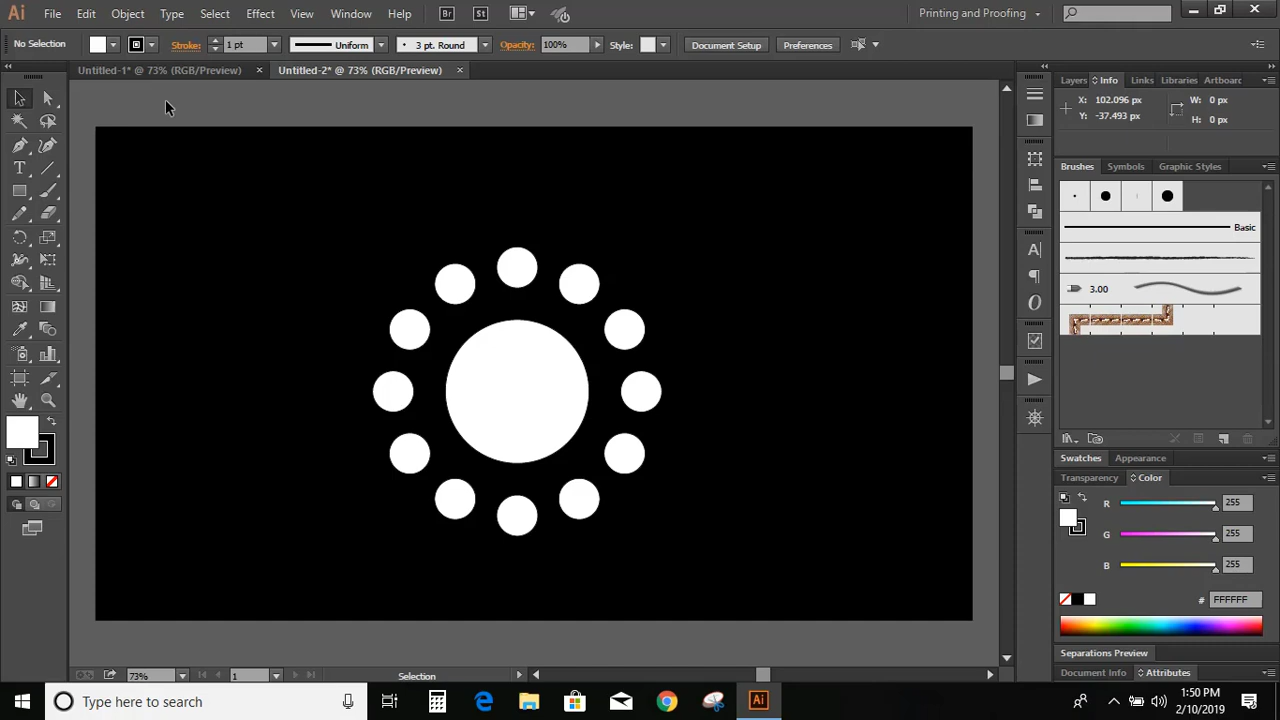 Ai File Edit Object Type Select Effect View Window Help Br St Printing and Proofing
No Selection Stroke: 1 pt Uniform 3 pt. Round Opacity: 100% Style: Document Setup Preferences
Untitled-1* @ 73% (RGB/Preview) × Untitled-2* @ 73% (RGB/Preview) ×
Layers Info Links Libraries Artboard
X: 102.096 px W: 0 px
Y: -37.493 px H: 0 px
Brushes Symbols Graphic Styles
Basic
3.00
Swatches Appearance
Transparency Color
R 255
G 255
B 255
# FFFFFF
Separations Preview
Document Info Attributes
73% 1 Selection
Type here to search Ai 1:50 PM
2/10/2019